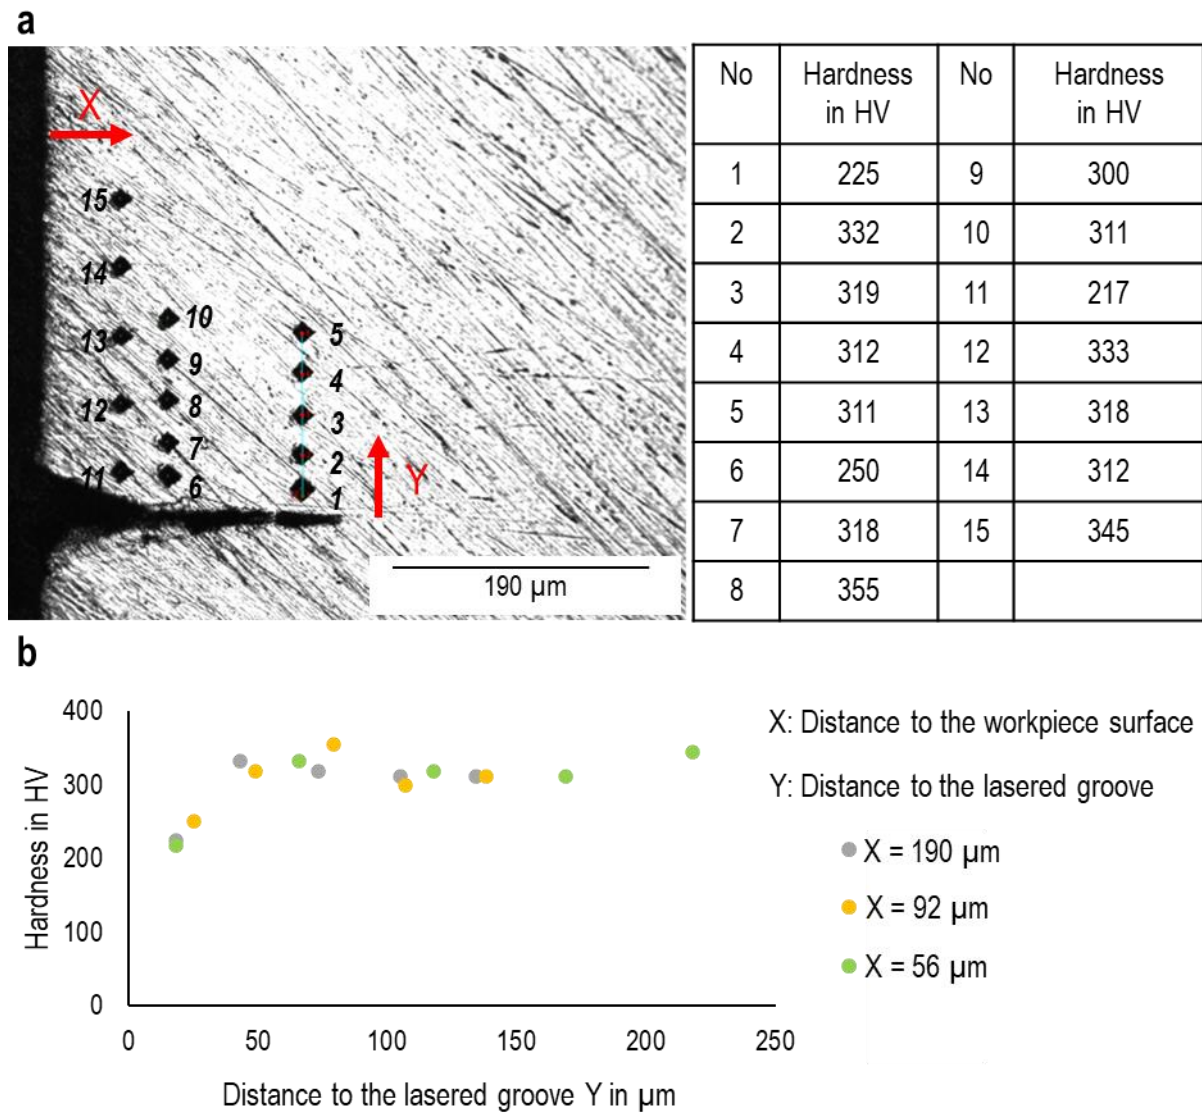 a
X
15
14
13
12
11
10
9
8
7
6
5
4
3
2
1
Y
190 µm
No Hardness in HV No Hardness in HV
1 225 9 300
2 332 10 311
3 319 11 217
4 312 12 333
5 311 13 318
6 250 14 312
7 318 15 345
8 355
b
Hardness in HV
400
300
200
100
0
0 50 100 150 200 250
Distance to the lasered groove Y in µm
X: Distance to the workpiece surface
Y: Distance to the lasered groove
X = 190 µm
X = 92 µm
X = 56 µm